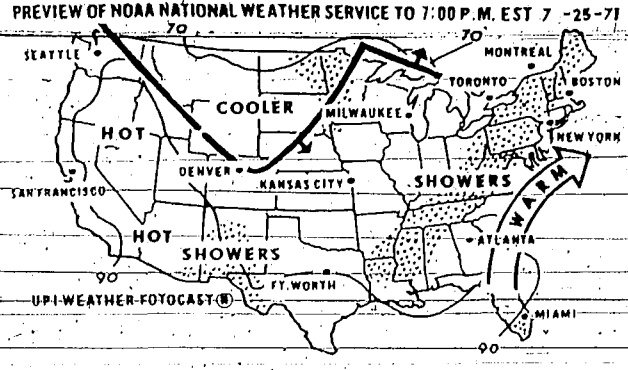 PREVIEW OF NOAA NATIONAL WEATHER SERVICE TO 7:00 P.M. EST 7 -25-71
70
70
SEATTLE
MONTREAL
TORONTO
BOSTON
COOLER
MILWAUKEE
HOT
NEW YORK
DENVER
KANSAS CITY
SHOWERS
SAN FRANCISCO
WARM
HOT
ATLANTA
SHOWERS
90
FT. WORTH
UPI WEATHER FOTOCAST ®
MIAMI
90